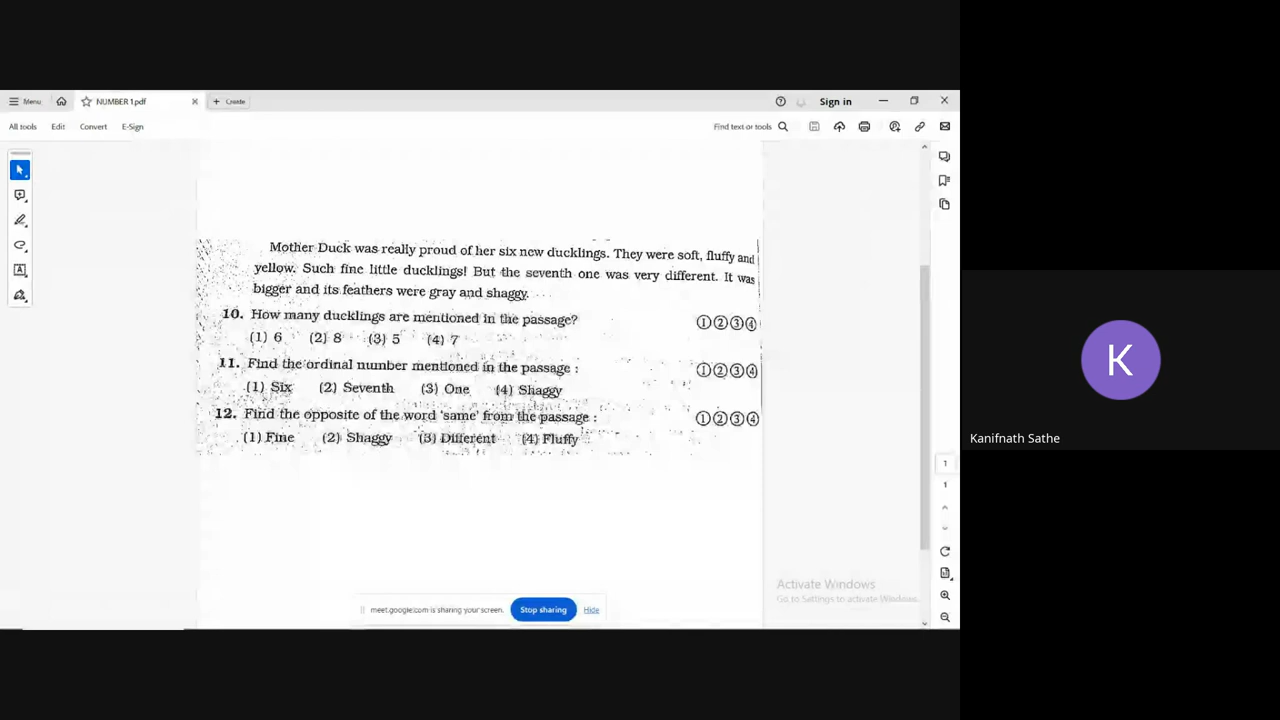 Menu
NUMBER 1.pdf
Create
Sign in
All tools
Edit
Convert
E-Sign
Find text or tools
Mother Duck was really proud of her six new ducklings. They were soft, fluffy and
yellow. Such fine little ducklings! But the seventh one was very different. It was
bigger and its feathers were gray and shaggy.
10. How many ducklings are mentioned in the passage? ①②③④
(1) 6 (2) 8 (3) 5 (4) 7
11. Find the ordinal number mentioned in the passage : ①②③④
(1) Six (2) Seventh (3) One (4) Shaggy
12. Find the opposite of the word 'same' from the passage : ①②③④
(1) Fine (2) Shaggy (3) Different (4) Fluffy
K
Kanifnath Sathe
1
1
Activate Windows
Go to Settings to activate Windows.
meet.google.com is sharing your screen.
Stop sharing
Hide